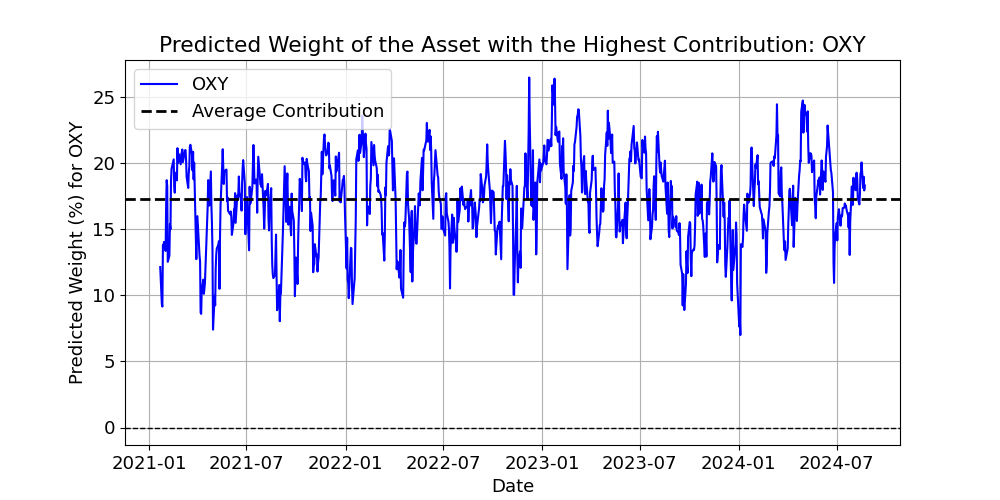 Predicted Weight of the Asset with the Highest Contribution: OXY
OXY
Average Contribution
Predicted Weight (%) for OXY
25
20
15
10
5
0
2021-01 2021-07 2022-01 2022-07 2023-01 2023-07 2024-01 2024-07
Date